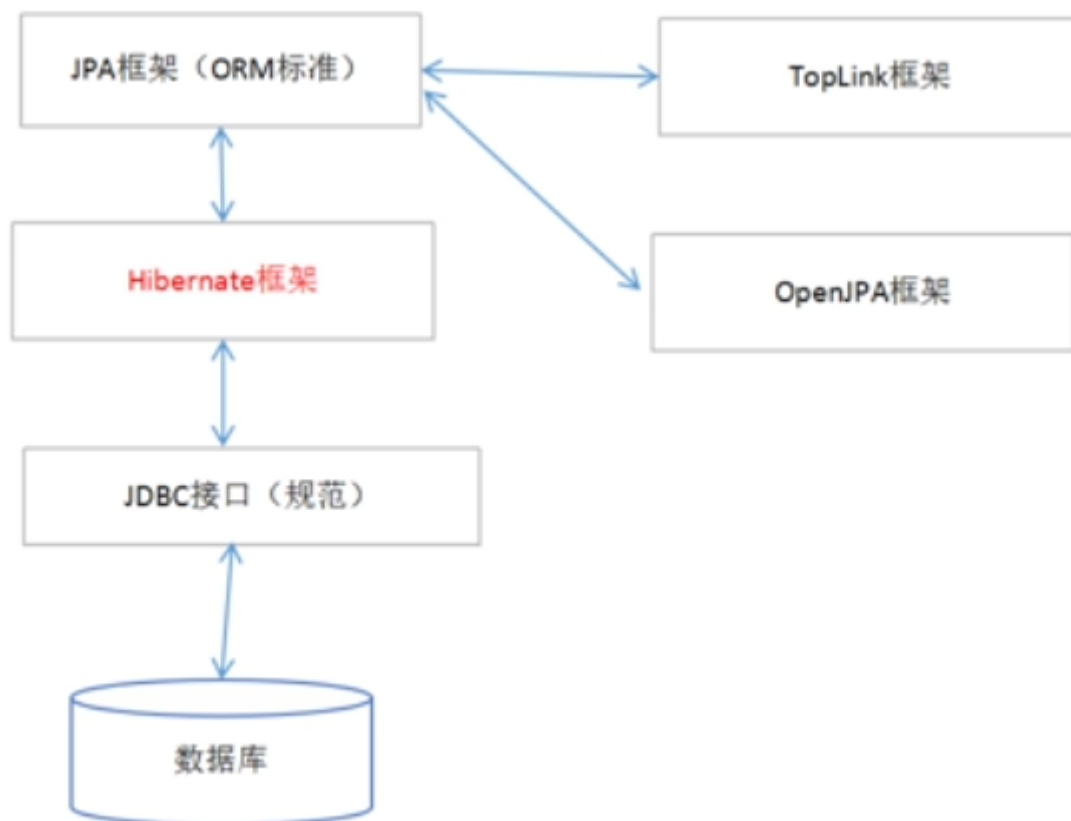 JPA框架（ORM标准）
TopLink框架
Hibernate框架
OpenJPA框架
JDBC接口（规范）
数据库